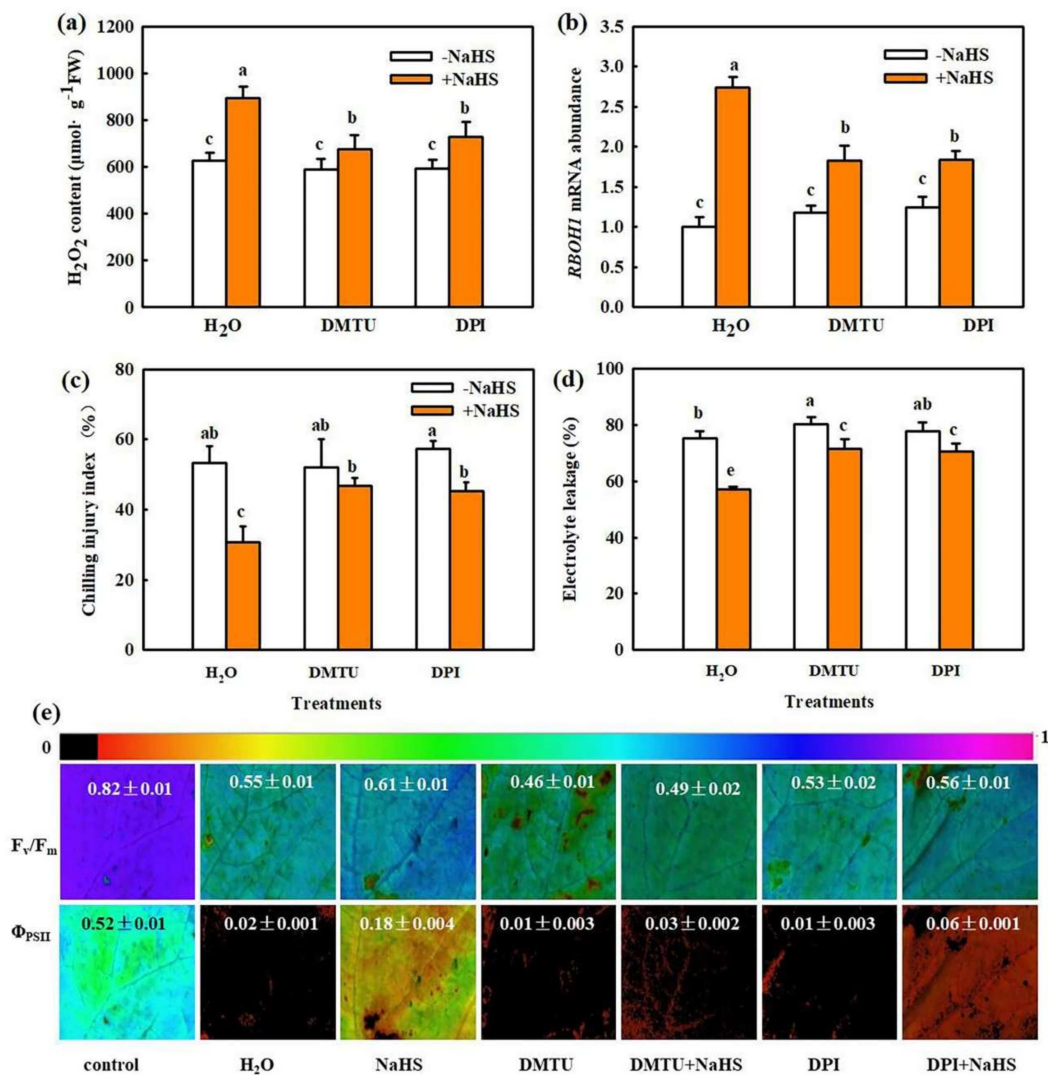 (a)
1200
1000
800
600
400
200
0
H₂O₂ content (μmol· g⁻¹FW)
-NaHS
+NaHS
c a c b c b
H₂O DMTU DPI
(b)
3.5
3.0
2.5
2.0
1.5
1.0
0.5
0.0
RBOH1 mRNA abundance
-NaHS
+NaHS
c a c b c b
H₂O DMTU DPI
(c)
80
60
40
20
0
Chilling injury index (%)
-NaHS
+NaHS
ab c ab b a b
H₂O DMTU DPI
Treatments
(d)
100
80
60
40
20
0
Electrolyte leakage (%)
b e a c ab c
H₂O DMTU DPI
Treatments
(e)
0 1
Fv/Fm 0.82±0.01 0.55±0.01 0.61±0.01 0.46±0.01 0.49±0.02 0.53±0.02 0.56±0.01
ΦPSII 0.52±0.01 0.02±0.001 0.18±0.004 0.01±0.003 0.03±0.002 0.01±0.003 0.06±0.001
control H₂O NaHS DMTU DMTU+NaHS DPI DPI+NaHS